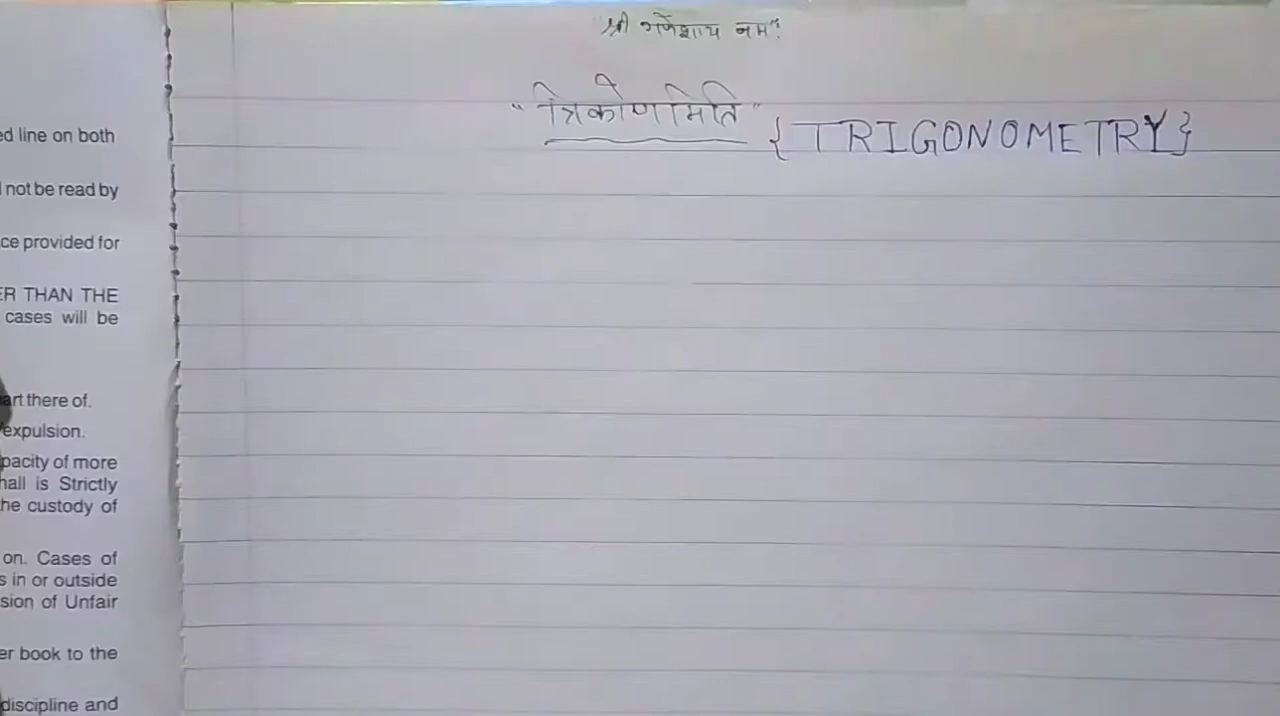 ed line on both
not be read by
ce provided for
ER THAN THE
cases will be
art there of.
expulsion.
pacity of more
hall is Strictly
he custody of
on. Cases of
s in or outside
sion of Unfair
er book to the
discipline and
"श्री गणेशाय नमः"
"त्रिकोणमिति" { TRIGONOMETRY }